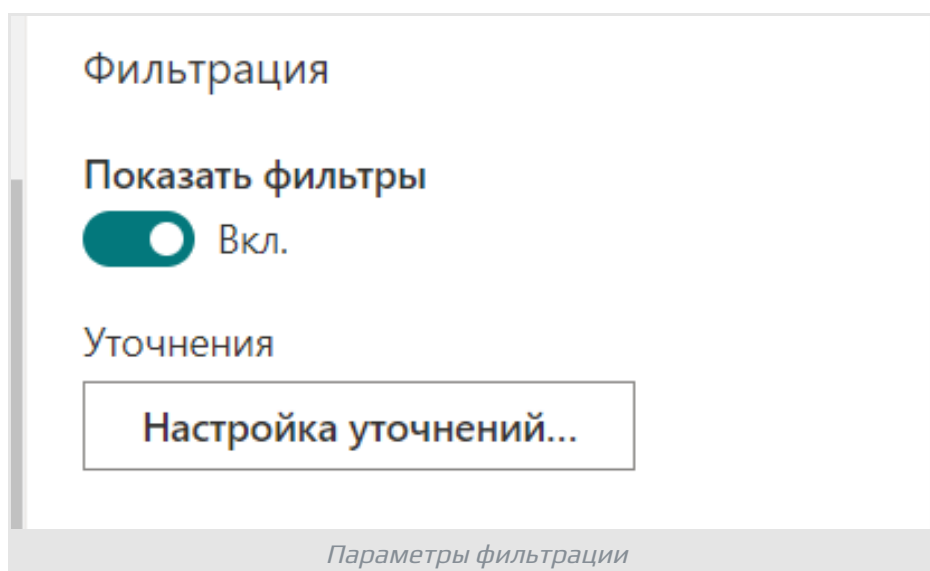 Фильтрация
Показать фильтры
Вкл.
Уточнения
Настройка уточнений...
Параметры фильтрации